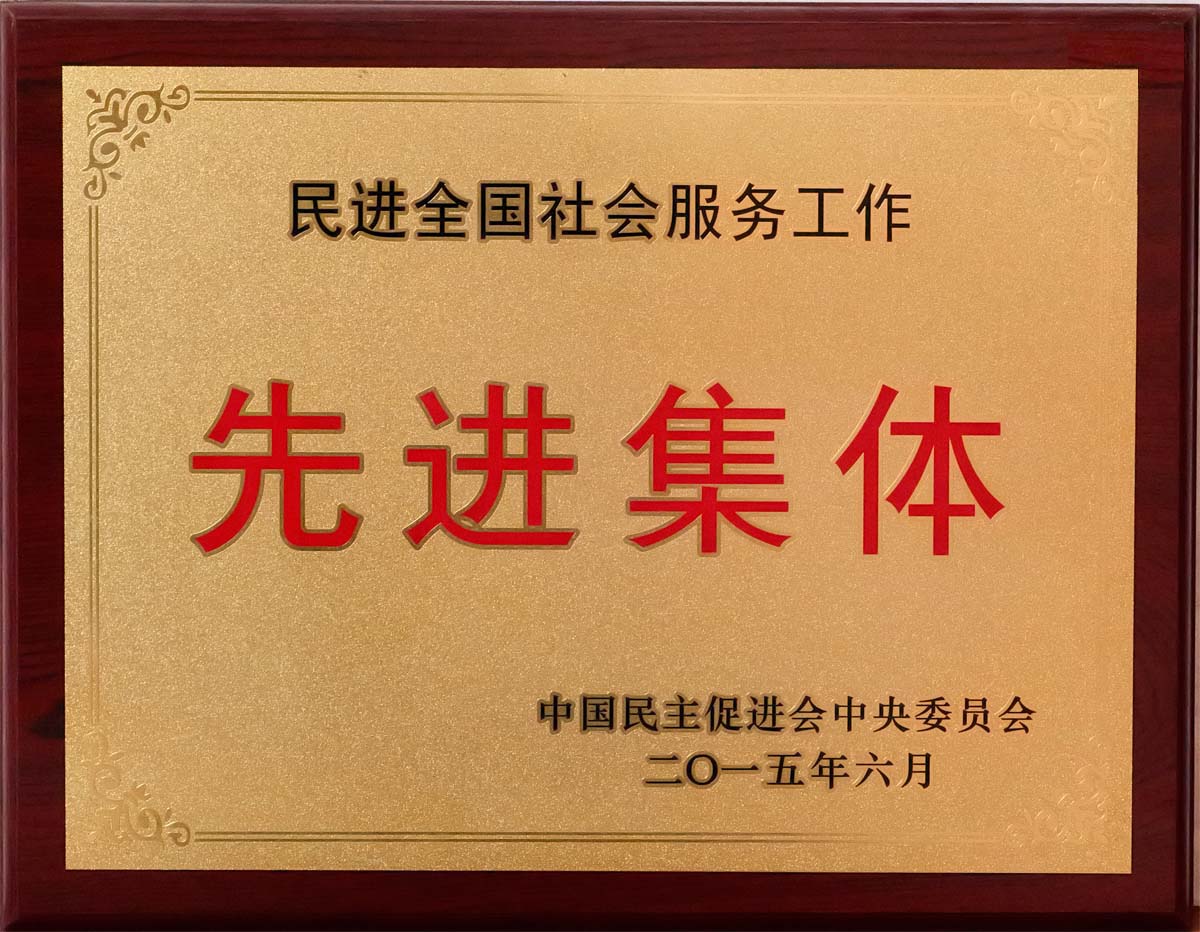 民进全国社会服务工作
先进集体
中国民主促进会中央委员会
二〇一五年六月